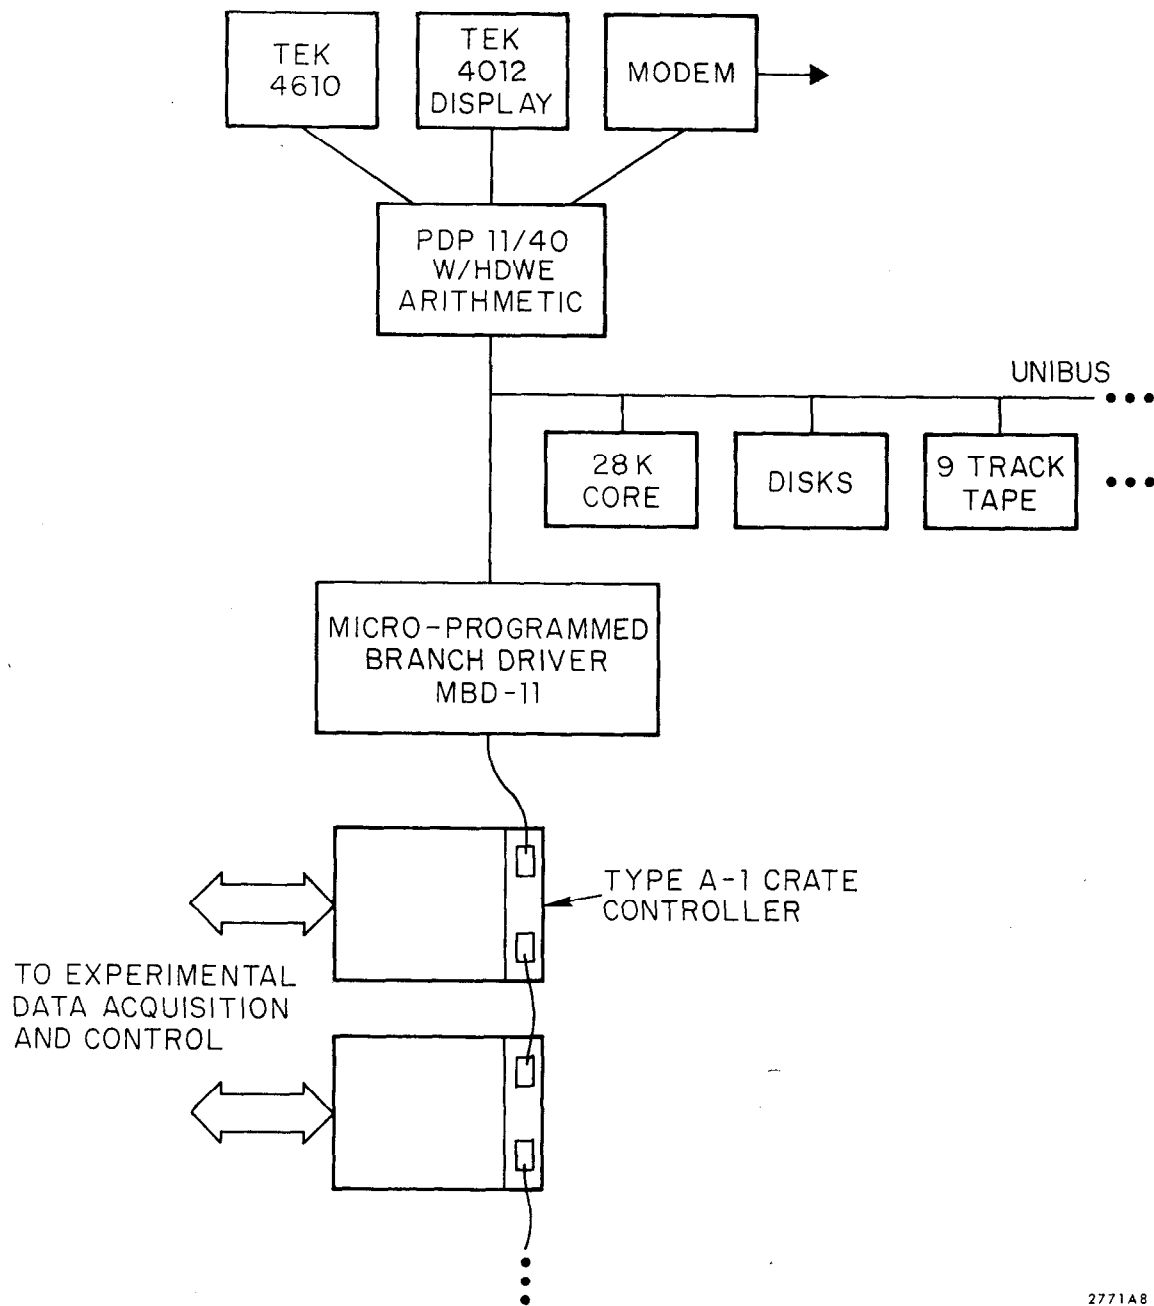 TEK
4610
TEK
4012
DISPLAY
MODEM
PDP 11/40
W/HDWE
ARITHMETIC
UNIBUS
28K
CORE
DISKS
9 TRACK
TAPE
MICRO-PROGRAMMED
BRANCH DRIVER
MBD-11
TYPE A-1 CRATE
CONTROLLER
TO EXPERIMENTAL
DATA ACQUISITION
AND CONTROL
2771A8